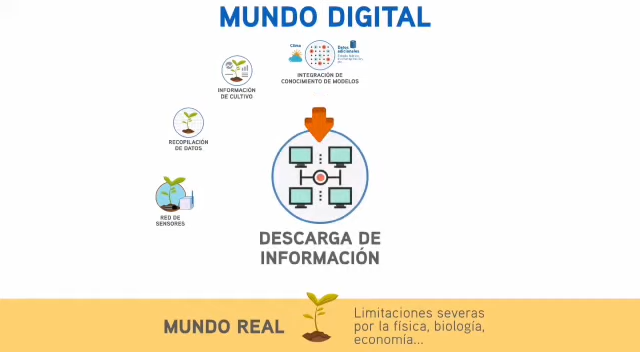 MUNDO DIGITAL
Clima
Datos
adicionales
INTEGRACIÓN DE
CONOCIMIENTO DE MODELOS
INFORMACIÓN
DE CULTIVO
RECOPILACIÓN
DE DATOS
RED DE
SENSORES
DESCARGA DE
INFORMACIÓN
MUNDO REAL
Limitaciones severas
por la física, biología,
economía...